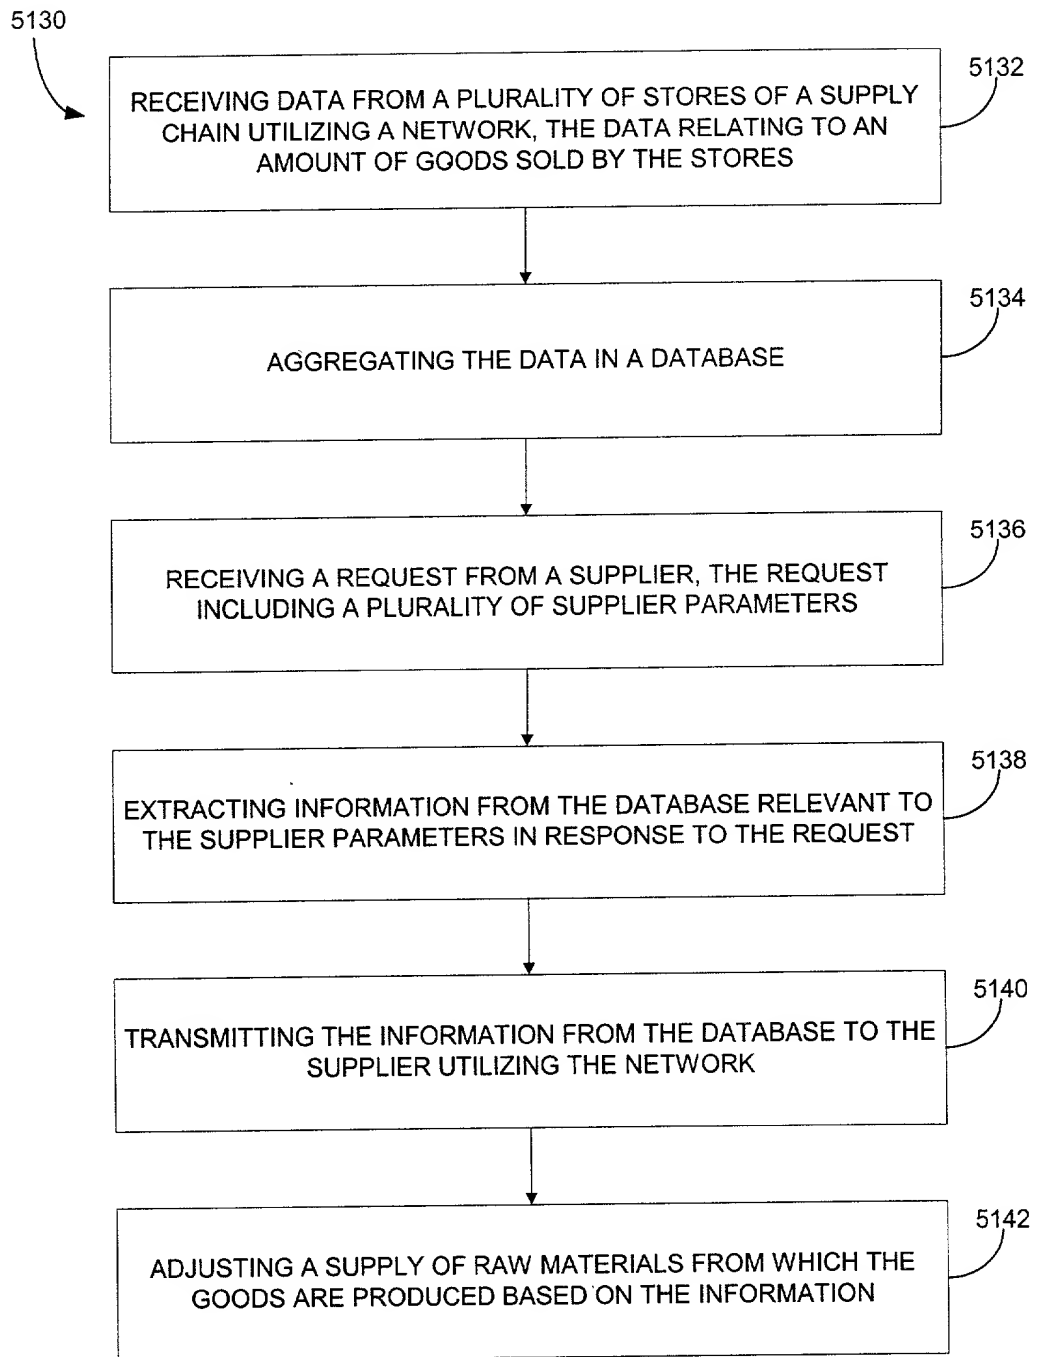 5130
5132
RECEIVING DATA FROM A PLURALITY OF STORES OF A SUPPLY
CHAIN UTILIZING A NETWORK, THE DATA RELATING TO AN
AMOUNT OF GOODS SOLD BY THE STORES
5134
AGGREGATING THE DATA IN A DATABASE
5136
RECEIVING A REQUEST FROM A SUPPLIER, THE REQUEST
INCLUDING A PLURALITY OF SUPPLIER PARAMETERS
5138
EXTRACTING INFORMATION FROM THE DATABASE RELEVANT TO
THE SUPPLIER PARAMETERS IN RESPONSE TO THE REQUEST
5140
TRANSMITTING THE INFORMATION FROM THE DATABASE TO THE
SUPPLIER UTILIZING THE NETWORK
5142
ADJUSTING A SUPPLY OF RAW MATERIALS FROM WHICH THE
GOODS ARE PRODUCED BASED ON THE INFORMATION